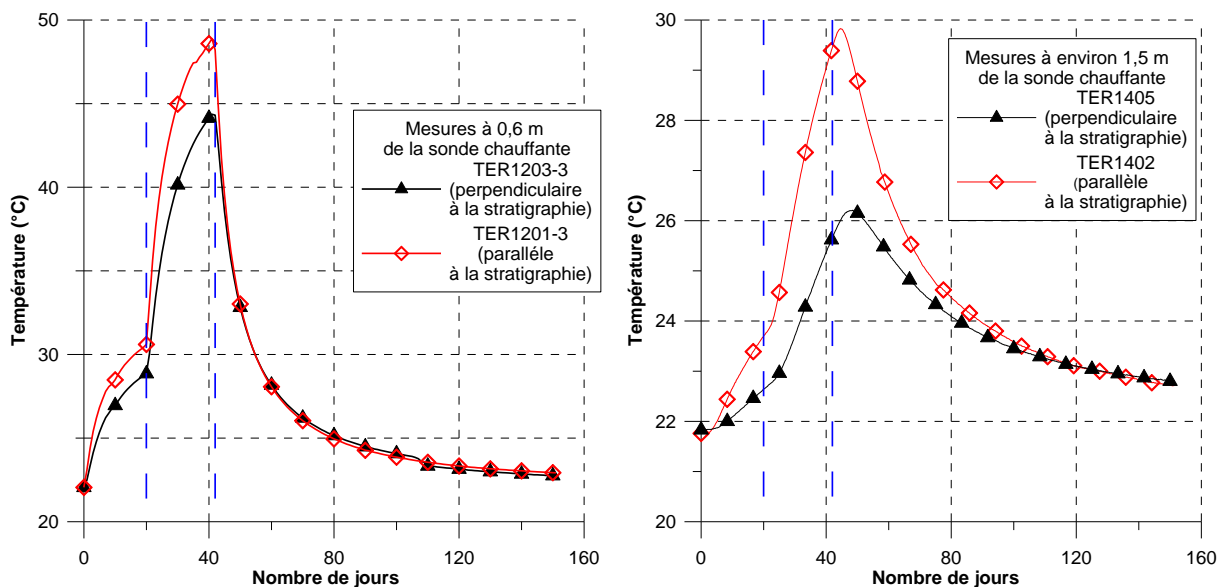 50
40
30
20
Température (°C)
0
40
80
120
160
Nombre de jours
Mesures à 0,6 m
de la sonde chauffante
TER1203-3
(perpendiculaire
à la stratigraphie)
TER1201-3
(paralléle
à la stratigraphie)
30
28
26
24
22
20
Température (°C)
0
40
80
120
160
Nombre de jours
Mesures à environ 1,5 m
de la sonde chauffante
TER1405
(perpendiculaire
à la stratigraphie)
TER1402
(parallèle
à la stratigraphie)